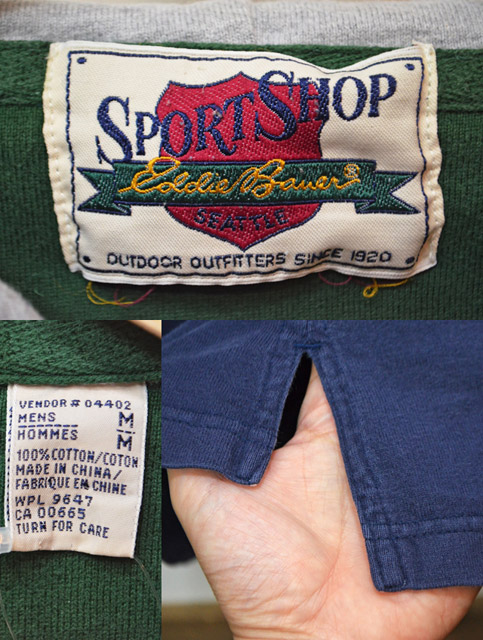 SPORTSHOP
Eddie Bauer®
SEATTLE
OUTDOOR OUTFITTERS SINCE 1920
VENDOR # 04402
MENS M
HOMMES M
100% COTTON/COTON
MADE IN CHINA/
FABRIQUE EN CHINE
WPL 9647
CA 00665
TURN FOR CARE